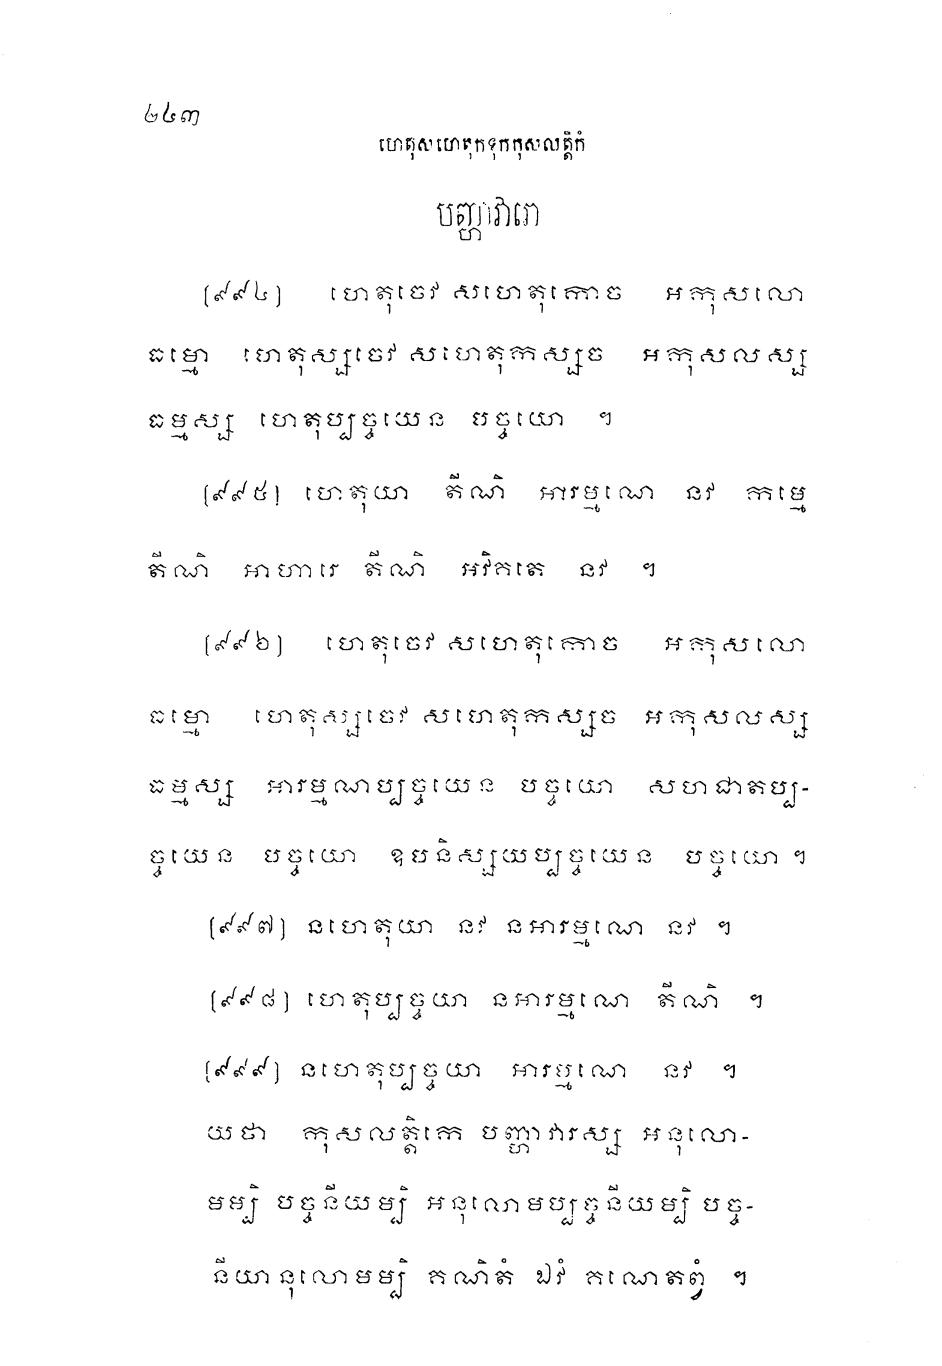 ២៤៣
ហេតុសហេតុកទុកកុសលត្តិកំ
បញ្ហាវារោ
[៩៩៤] ហេតុចេវ សហេតុកោច អកុសលោ
ធម្មោ ហេតុស្សចេវ សហេតុកស្សច អកុសលស្ស
ធម្មស្ស ហេតុប្បច្ចយេន បច្ចយោ ។
[៩៩៥] ហេតុយា តីណិ អារម្មណេ នវ កម្មេ
តីណិ អាហារេ តីណិ អវិគតេ នវ ។
[៩៩៦] ហេតុចេវ សហេតុកោច អកុសលោ
ធម្មោ ហេតុស្សចេវ សហេតុកស្សច អកុសលស្ស
ធម្មស្ស អារម្មណប្បច្ចយេន បច្ចយោ សហជាតប្ប-
ច្ចយេន បច្ចយោ ឧបនិស្សយប្បច្ចយេន បច្ចយោ ។
[៩៩៧] នហេតុយា នវ នអារម្មណេ នវ ។
[៩៩៨] ហេតុប្បច្ចយា នអារម្មណេ តីណិ ។
[៩៩៩] នហេតុប្បច្ចយា អារម្មណេ នវ ។
យថា កុសលត្តិកេ បញ្ហាវារស្ស អនុលោ-
មម្បិ បច្ចនីយម្បិ អនុលោមប្បច្ចនីយម្បិ បច្ច-
នីយានុលោមម្បិ គណិតំ ឯវំ គណេតព្វំ ។